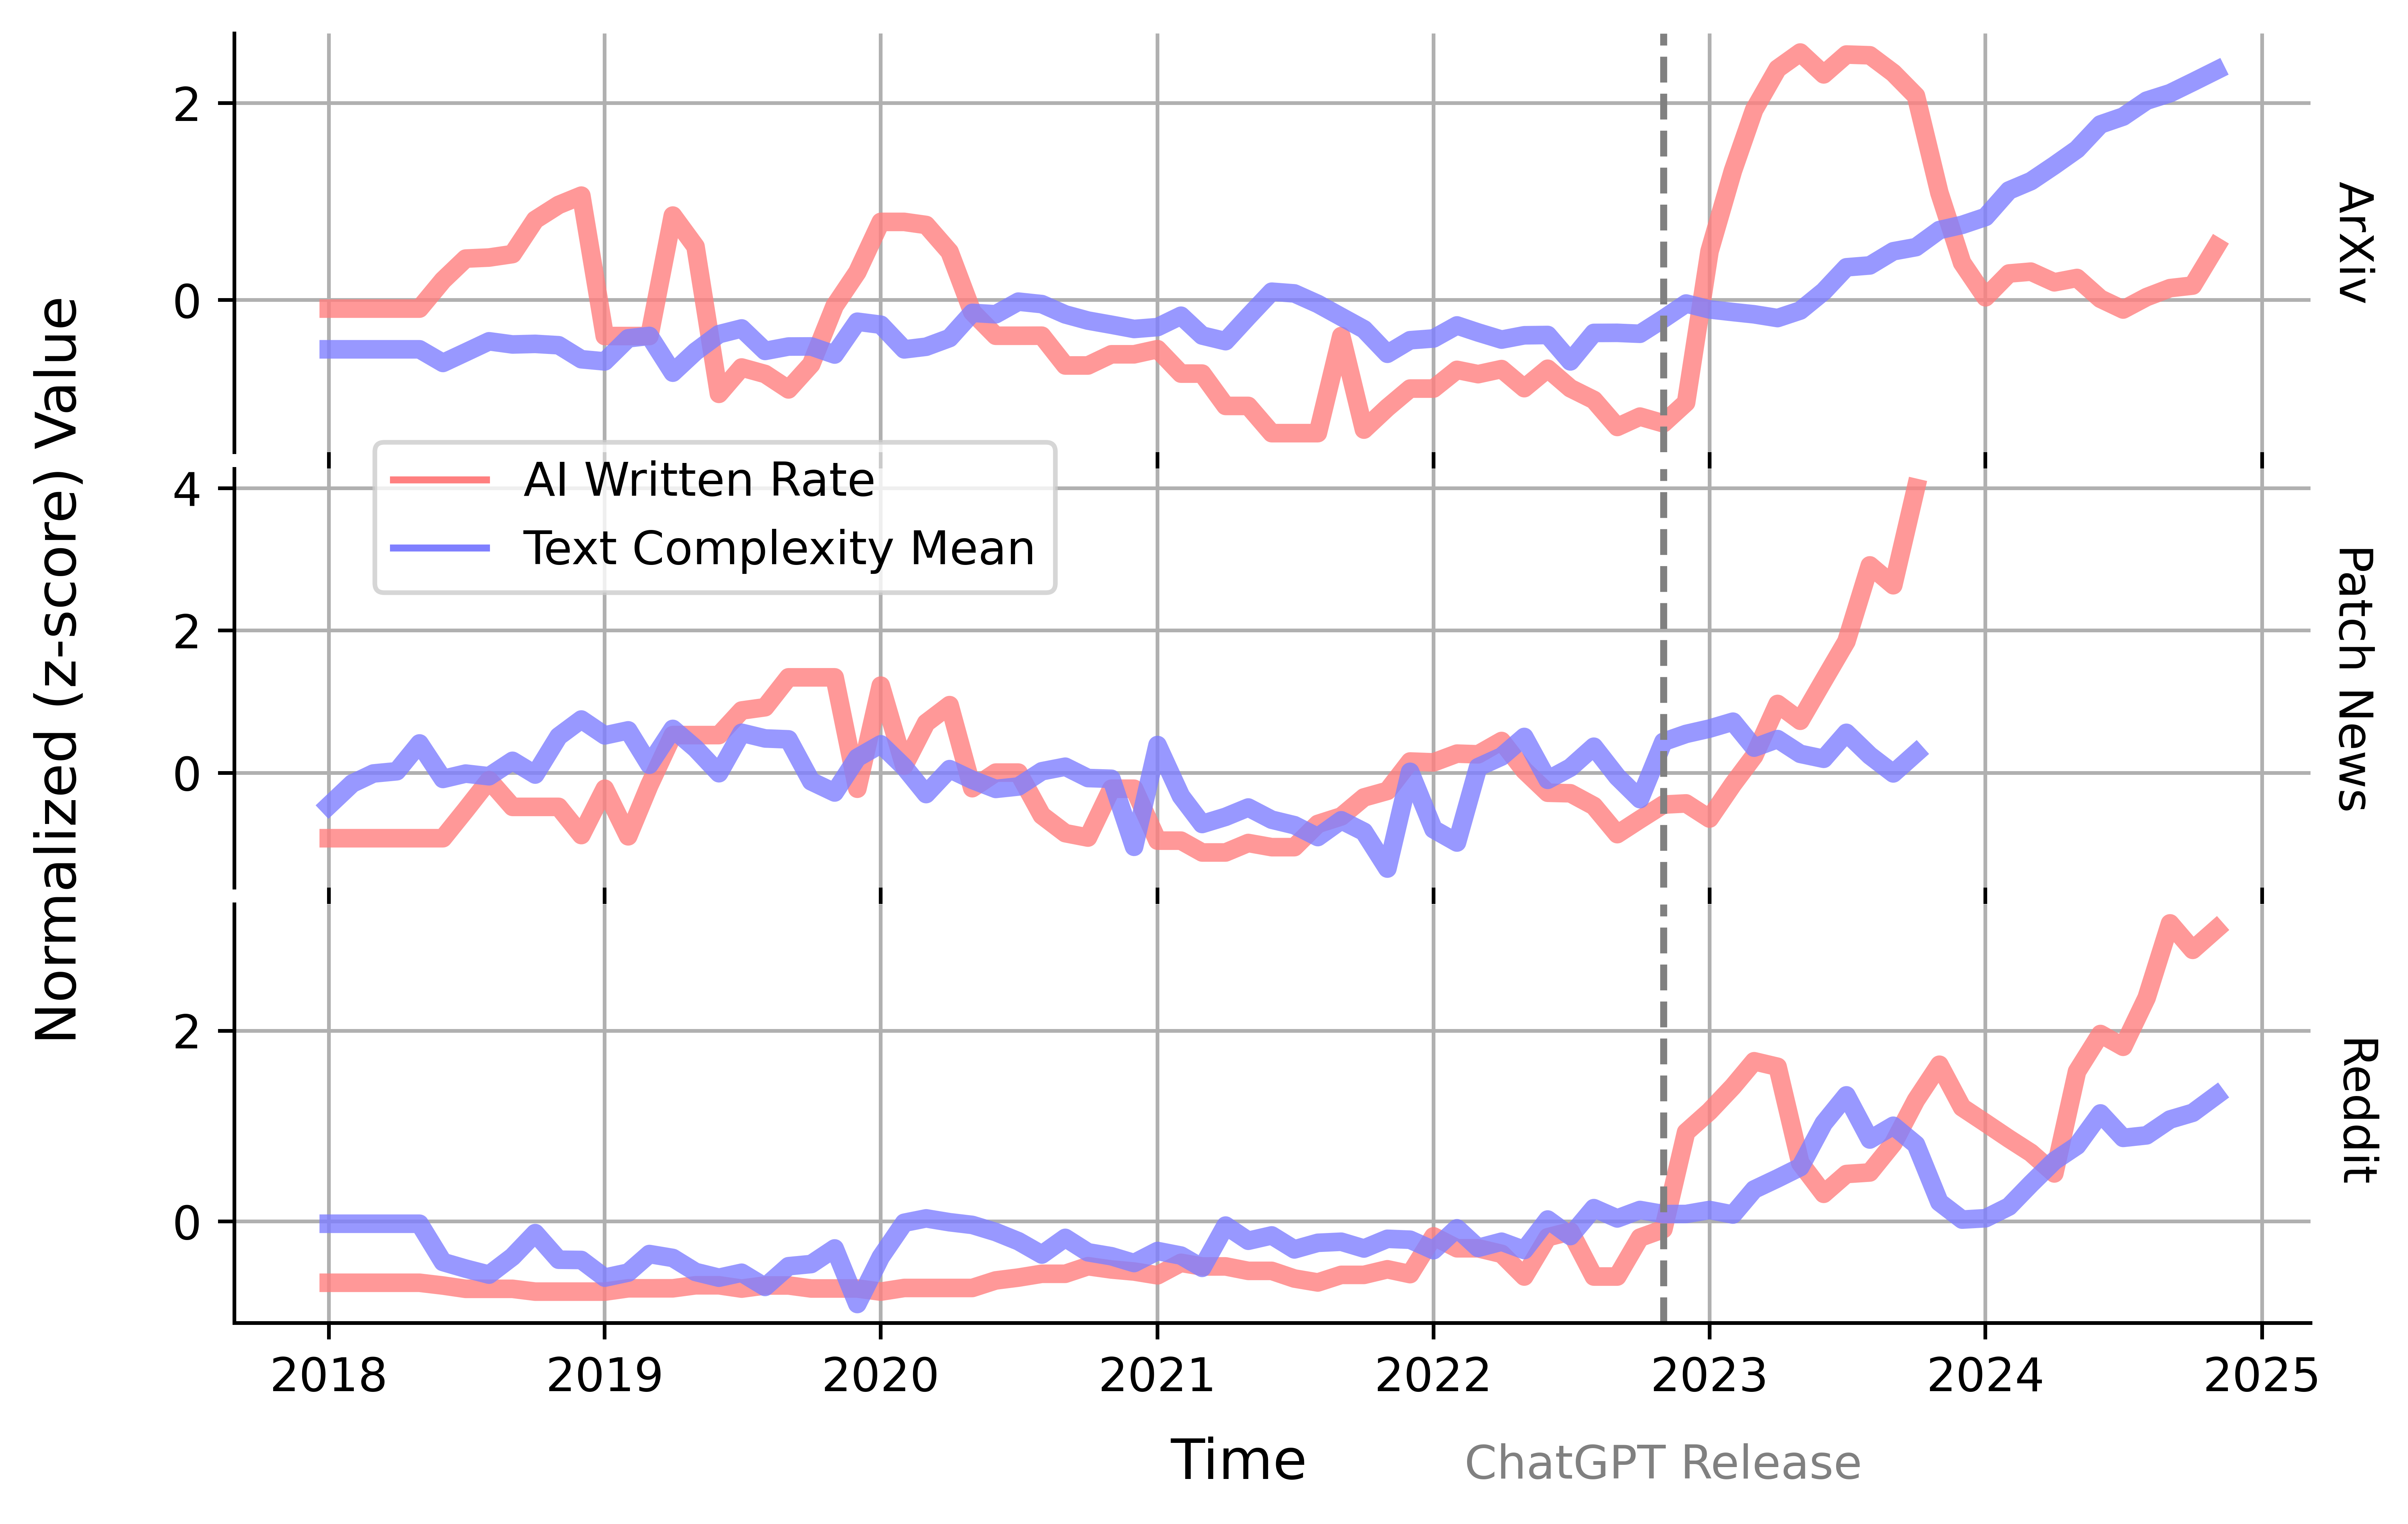 Normalized (z-score) Value
2
0
ArXiv
AI Written Rate
Text Complexity Mean
4
2
0
Patch News
2
0
Reddit
2018
2019
2020
2021
2022
2023
2024
2025
Time
ChatGPT Release